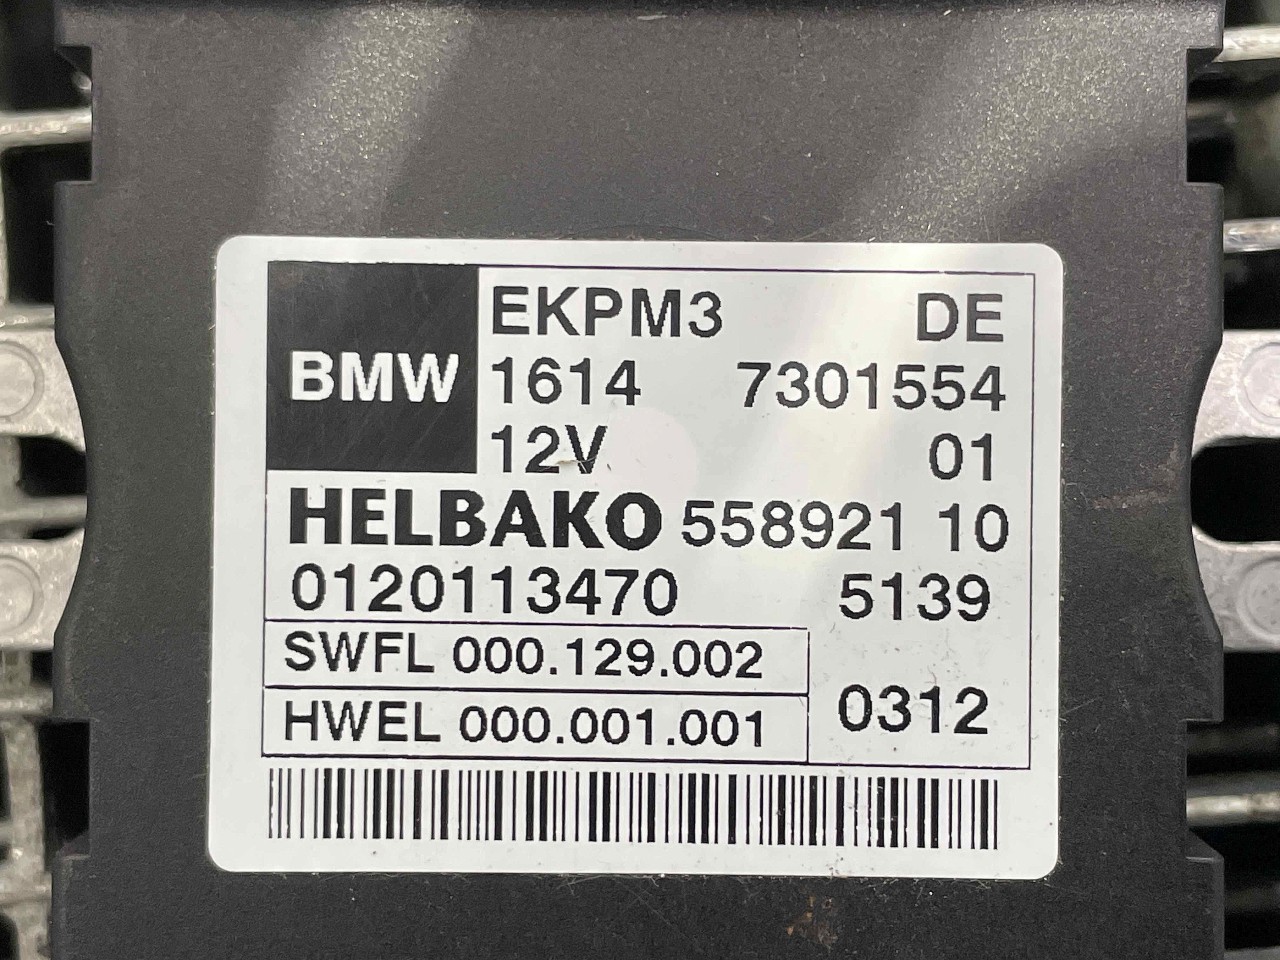 BMW
EKPM3 DE
1614 7301554
12V 01
HELBAKO 558921 10
0120113470 5139
SWFL 000.129.002
HWEL 000.001.001
0312